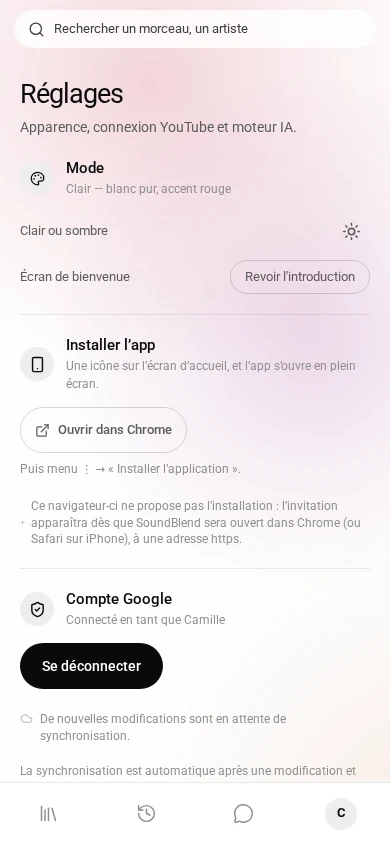 Rechercher un morceau, un artiste
Réglages
Apparence, connexion YouTube et moteur IA.
Mode
Clair — blanc pur, accent rouge
Clair ou sombre
Écran de bienvenue
Revoir l'introduction
Installer l’app
Une icône sur l’écran d’accueil, et l’app s’ouvre en plein
écran.
Ouvrir dans Chrome
Puis menu ⋮ → « Installer l’application ».
Ce navigateur-ci ne propose pas l’installation : l’invitation
apparaîtra dès que SoundBlend sera ouvert dans Chrome (ou
Safari sur iPhone), à une adresse https.
Compte Google
Connecté en tant que Camille
Se déconnecter
De nouvelles modifications sont en attente de
synchronisation.
La synchronisation est automatique après une modification et
C